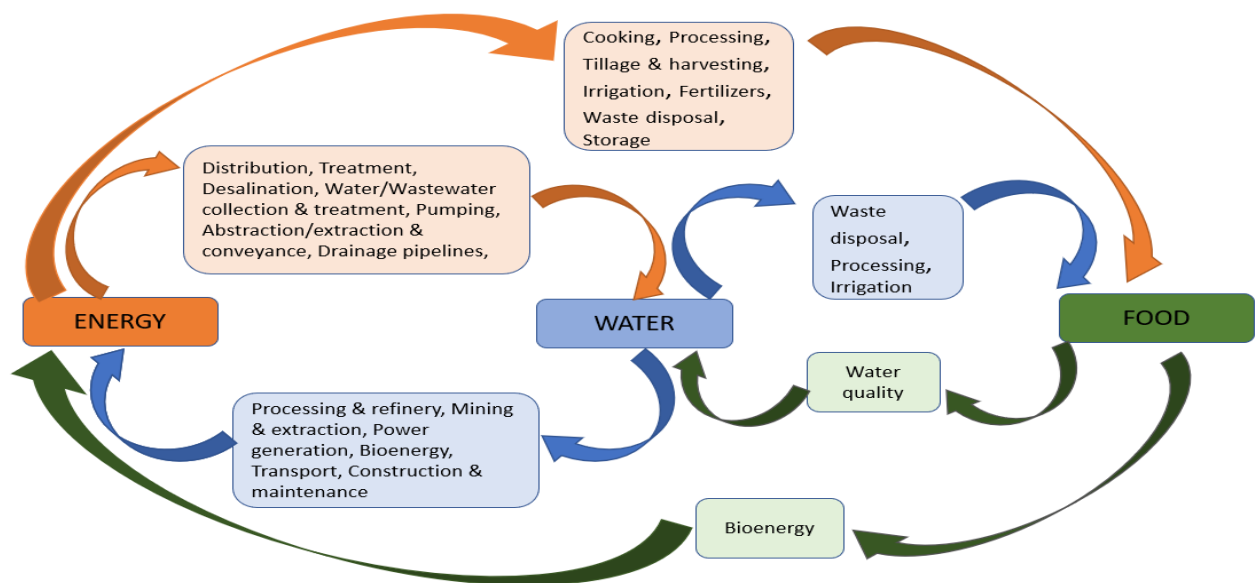 Cooking, Processing,
Tillage & harvesting,
Irrigation, Fertilizers,
Waste disposal,
Storage
Distribution, Treatment,
Desalination, Water/Wastewater
collection & treatment, Pumping,
Abstraction/extraction &
conveyance, Drainage pipelines,
Waste
disposal,
Processing,
Irrigation
ENERGY
WATER
FOOD
Water
quality
Processing & refinery, Mining
& extraction, Power
generation, Bioenergy,
Transport, Construction &
maintenance
Bioenergy